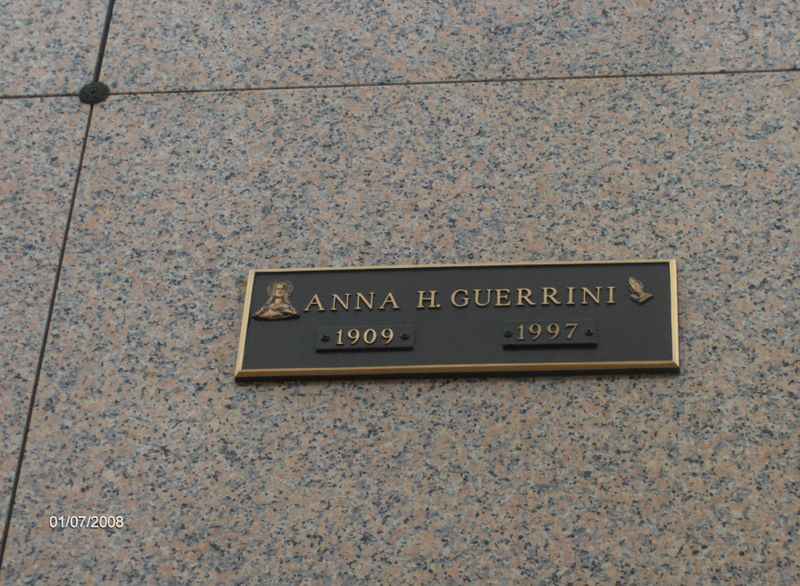 ANNA H. GUERRINI
1909 1997
01/07/2008